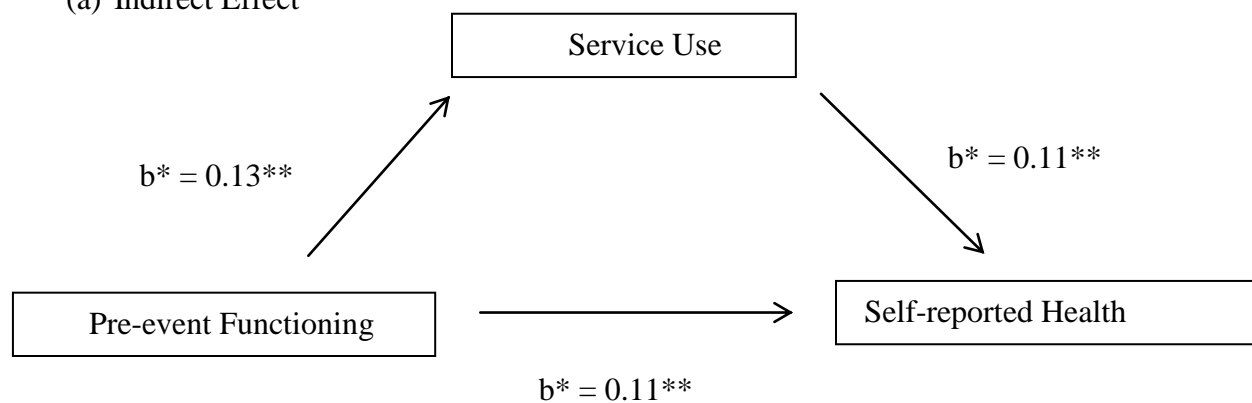 (a) Indirect Effect
Service Use
b* = 0.13**
b* = 0.11**
Pre-event Functioning
Self-reported Health
b* = 0.11**